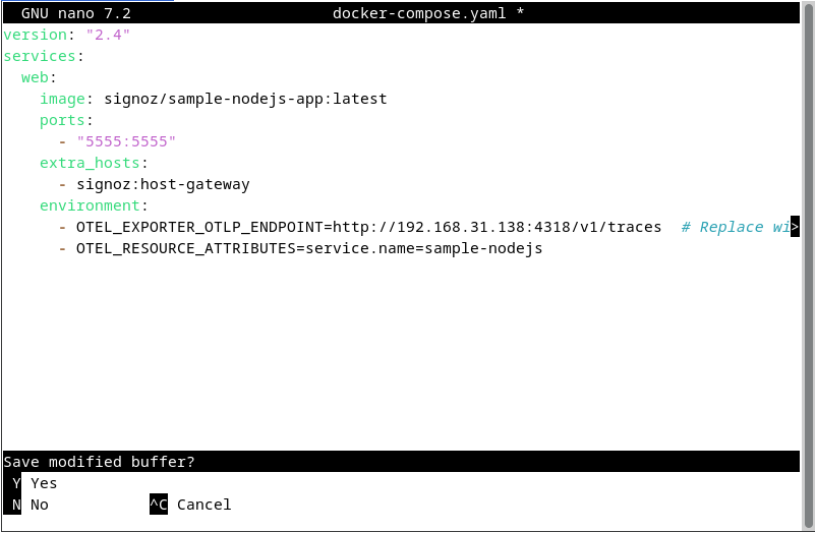 GNU nano 7.2 docker-compose.yaml *
version: "2.4"
services:
  web:
    image: signoz/sample-nodejs-app:latest
    ports:
      - "5555:5555"
    extra_hosts:
      - signoz:host-gateway
    environment:
      - OTEL_EXPORTER_OTLP_ENDPOINT=http://192.168.31.138:4318/v1/traces  # Replace wi>
      - OTEL_RESOURCE_ATTRIBUTES=service.name=sample-nodejs
Save modified buffer?
Y Yes
N No ^C Cancel